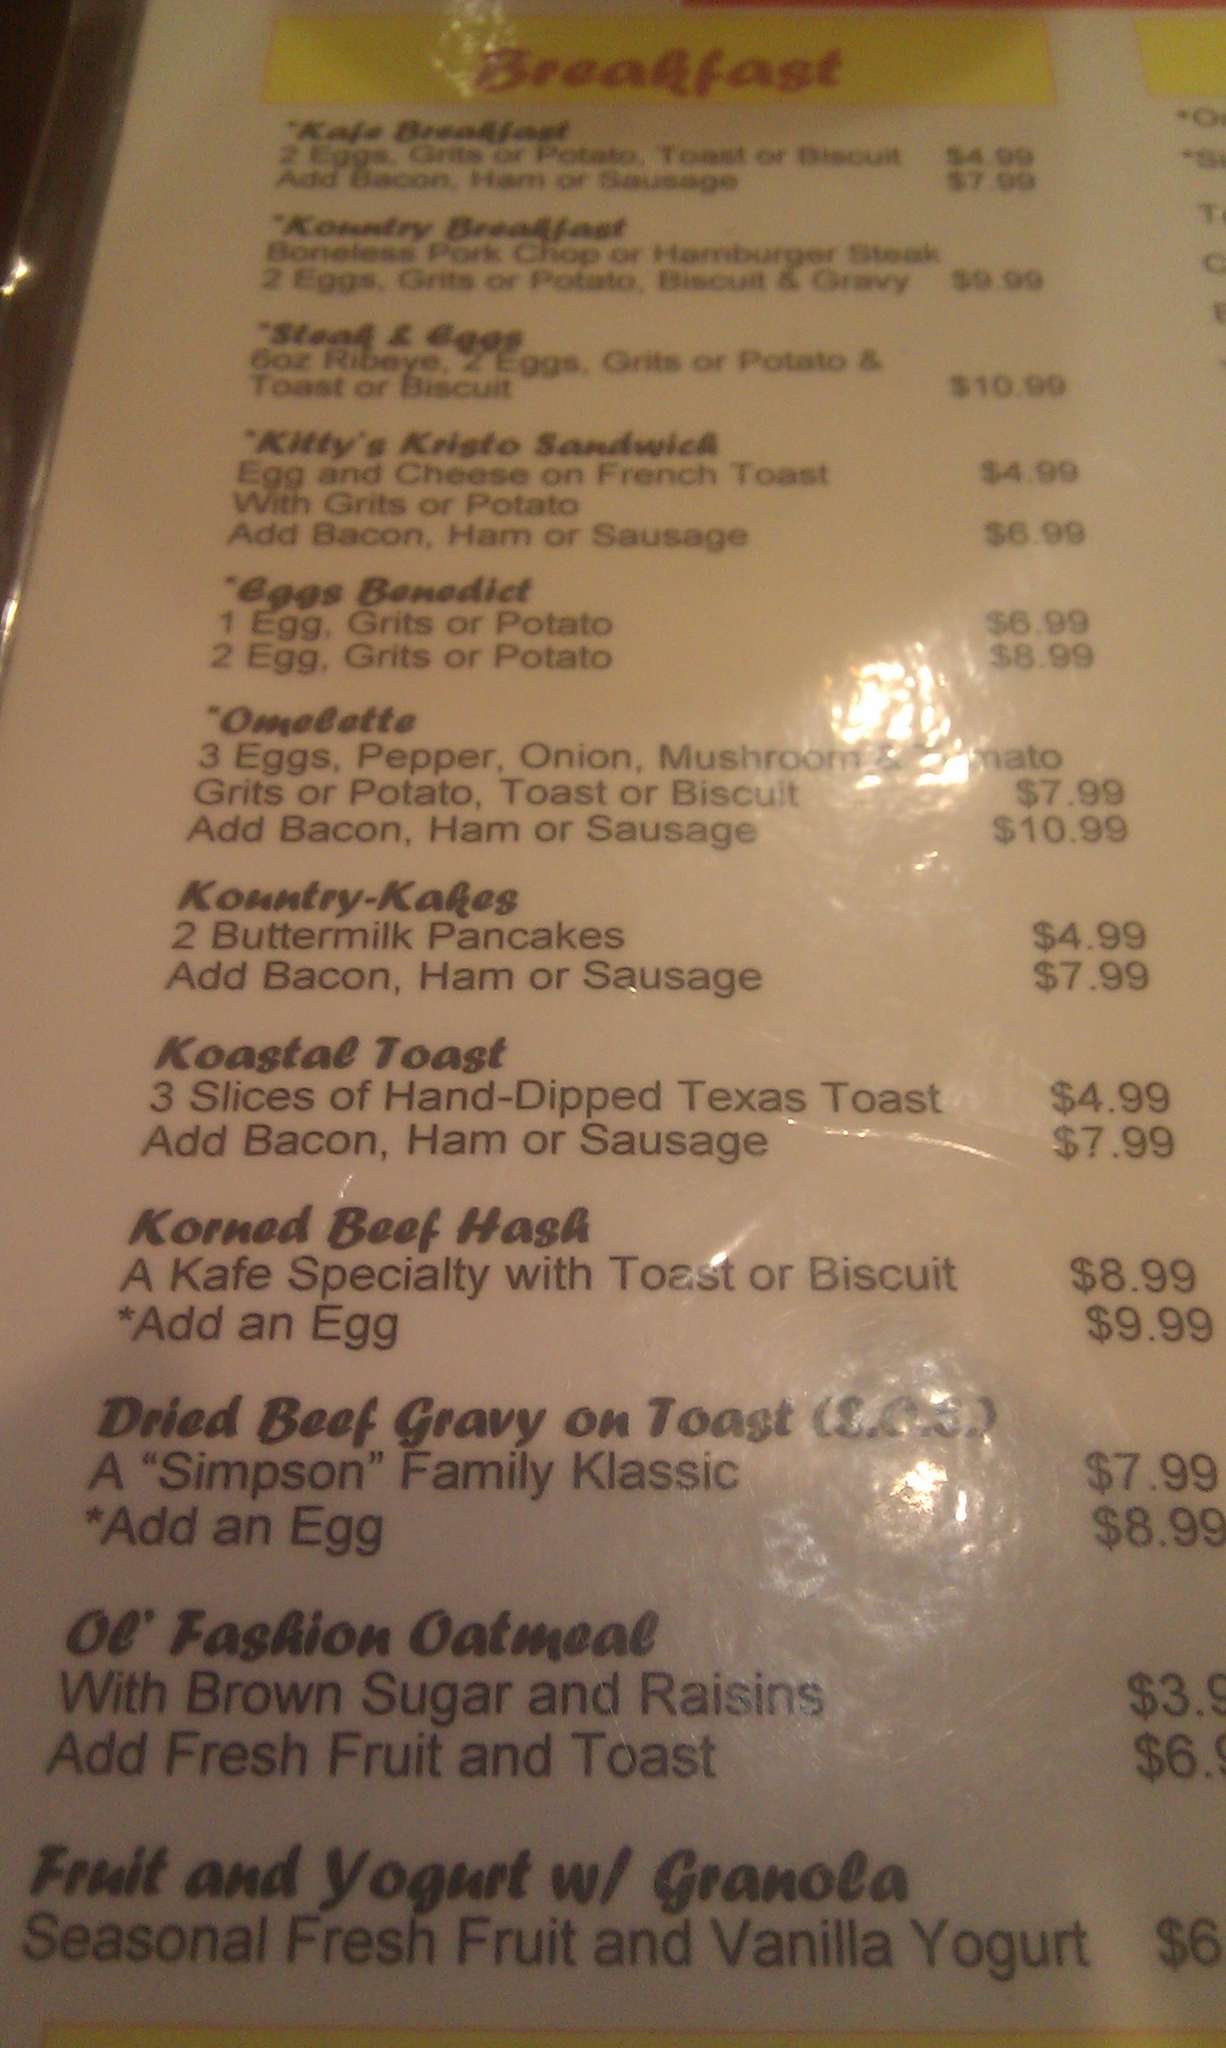 Breakfast
*Kafe Breakfast
2 Eggs, Grits or Potato, Toast or Biscuit $4.99
Add Bacon, Ham or Sausage $7.99
*Kountry Breakfast
Boneless Pork Chop or Hamburger Steak
2 Eggs, Grits or Potato, Biscuit & Gravy $9.99
*Steak & Eggs
6oz Ribeye, 2 Eggs, Grits or Potato &
Toast or Biscuit $10.99
*Kitty's Kristo Sandwich
Egg and Cheese on French Toast $4.99
With Grits or Potato
Add Bacon, Ham or Sausage $6.99
*Eggs Benedict
1 Egg, Grits or Potato $6.99
2 Egg, Grits or Potato $8.99
*Omelette
3 Eggs, Pepper, Onion, Mushroom & Tomato
Grits or Potato, Toast or Biscuit $7.99
Add Bacon, Ham or Sausage $10.99
Kountry-Kakes
2 Buttermilk Pancakes $4.99
Add Bacon, Ham or Sausage $7.99
Koastal Toast
3 Slices of Hand-Dipped Texas Toast $4.99
Add Bacon, Ham or Sausage $7.99
Korned Beef Hash
A Kafe Specialty with Toast or Biscuit $8.99
*Add an Egg $9.99
Dried Beef Gravy on Toast
A “Simpson” Family Klassic $7.99
*Add an Egg $8.99
Ol' Fashion Oatmeal
With Brown Sugar and Raisins $3.9
Add Fresh Fruit and Toast $6.9
Fruit and Yogurt w/ Granola
Seasonal Fresh Fruit and Vanilla Yogurt $6